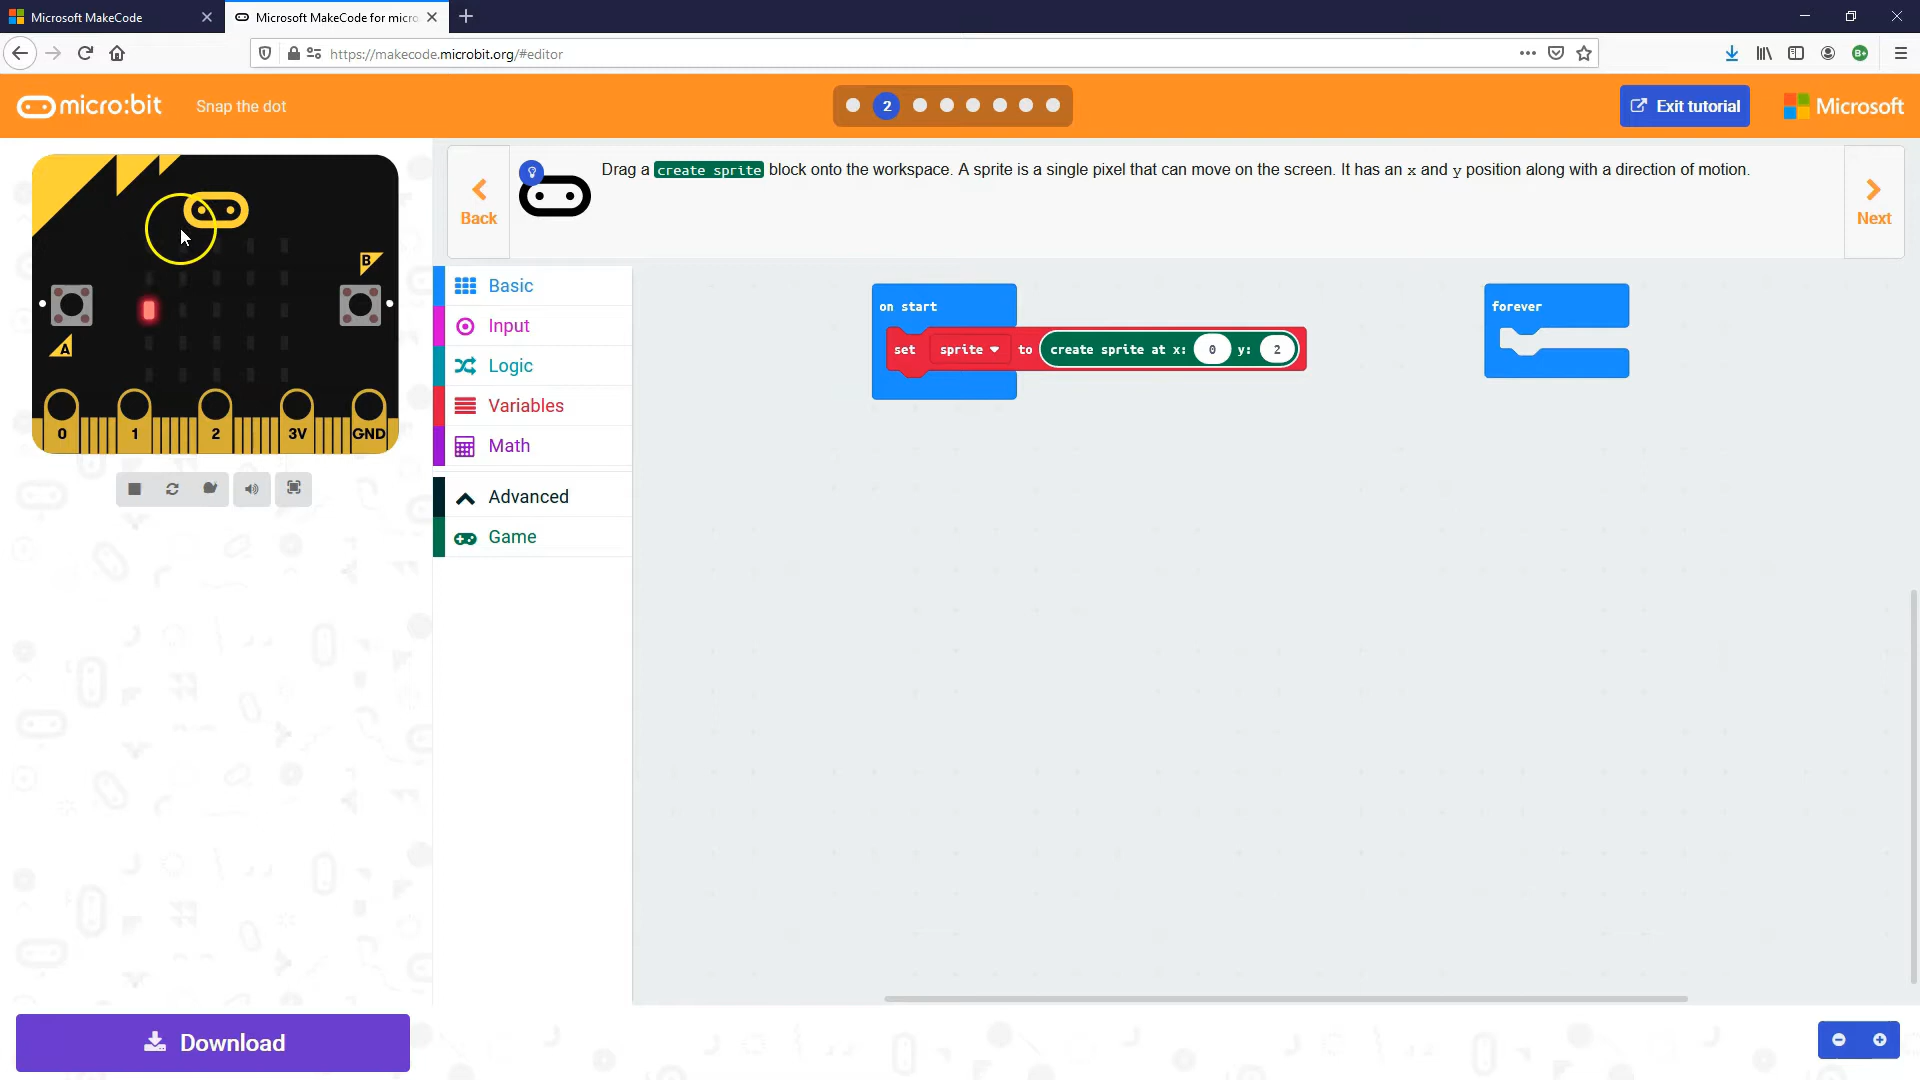 Microsoft MakeCode
Microsoft MakeCode for micro
https://makecode.microbit.org/#editor
B+
micro:bit
Snap the dot
2
Exit tutorial
Microsoft
Back
Drag a create sprite block onto the workspace. A sprite is a single pixel that can move on the screen. It has an x and y position along with a direction of motion.
Next
B
A
0 1 2 3V GND
Basic
Input
Logic
Variables
Math
Advanced
Game
on start
set sprite to create sprite at x: 0 y: 2
forever
Download